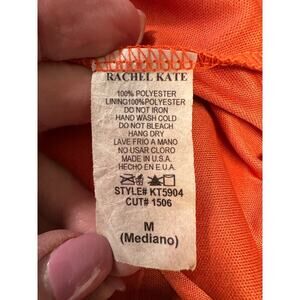 RACHEL KATE
100% POLYESTER
LINING100% POLYESTER
DO NOT IRON
HAND WASH COLD
DO NOT BLEACH
HANG DRY
LAVE FRIO A MANO
NO USAR CLORO
MADE IN U.S.A.
HECHO EN E.U.A.
STYLE# KT5904
CUT# 1506
M
(Mediano)